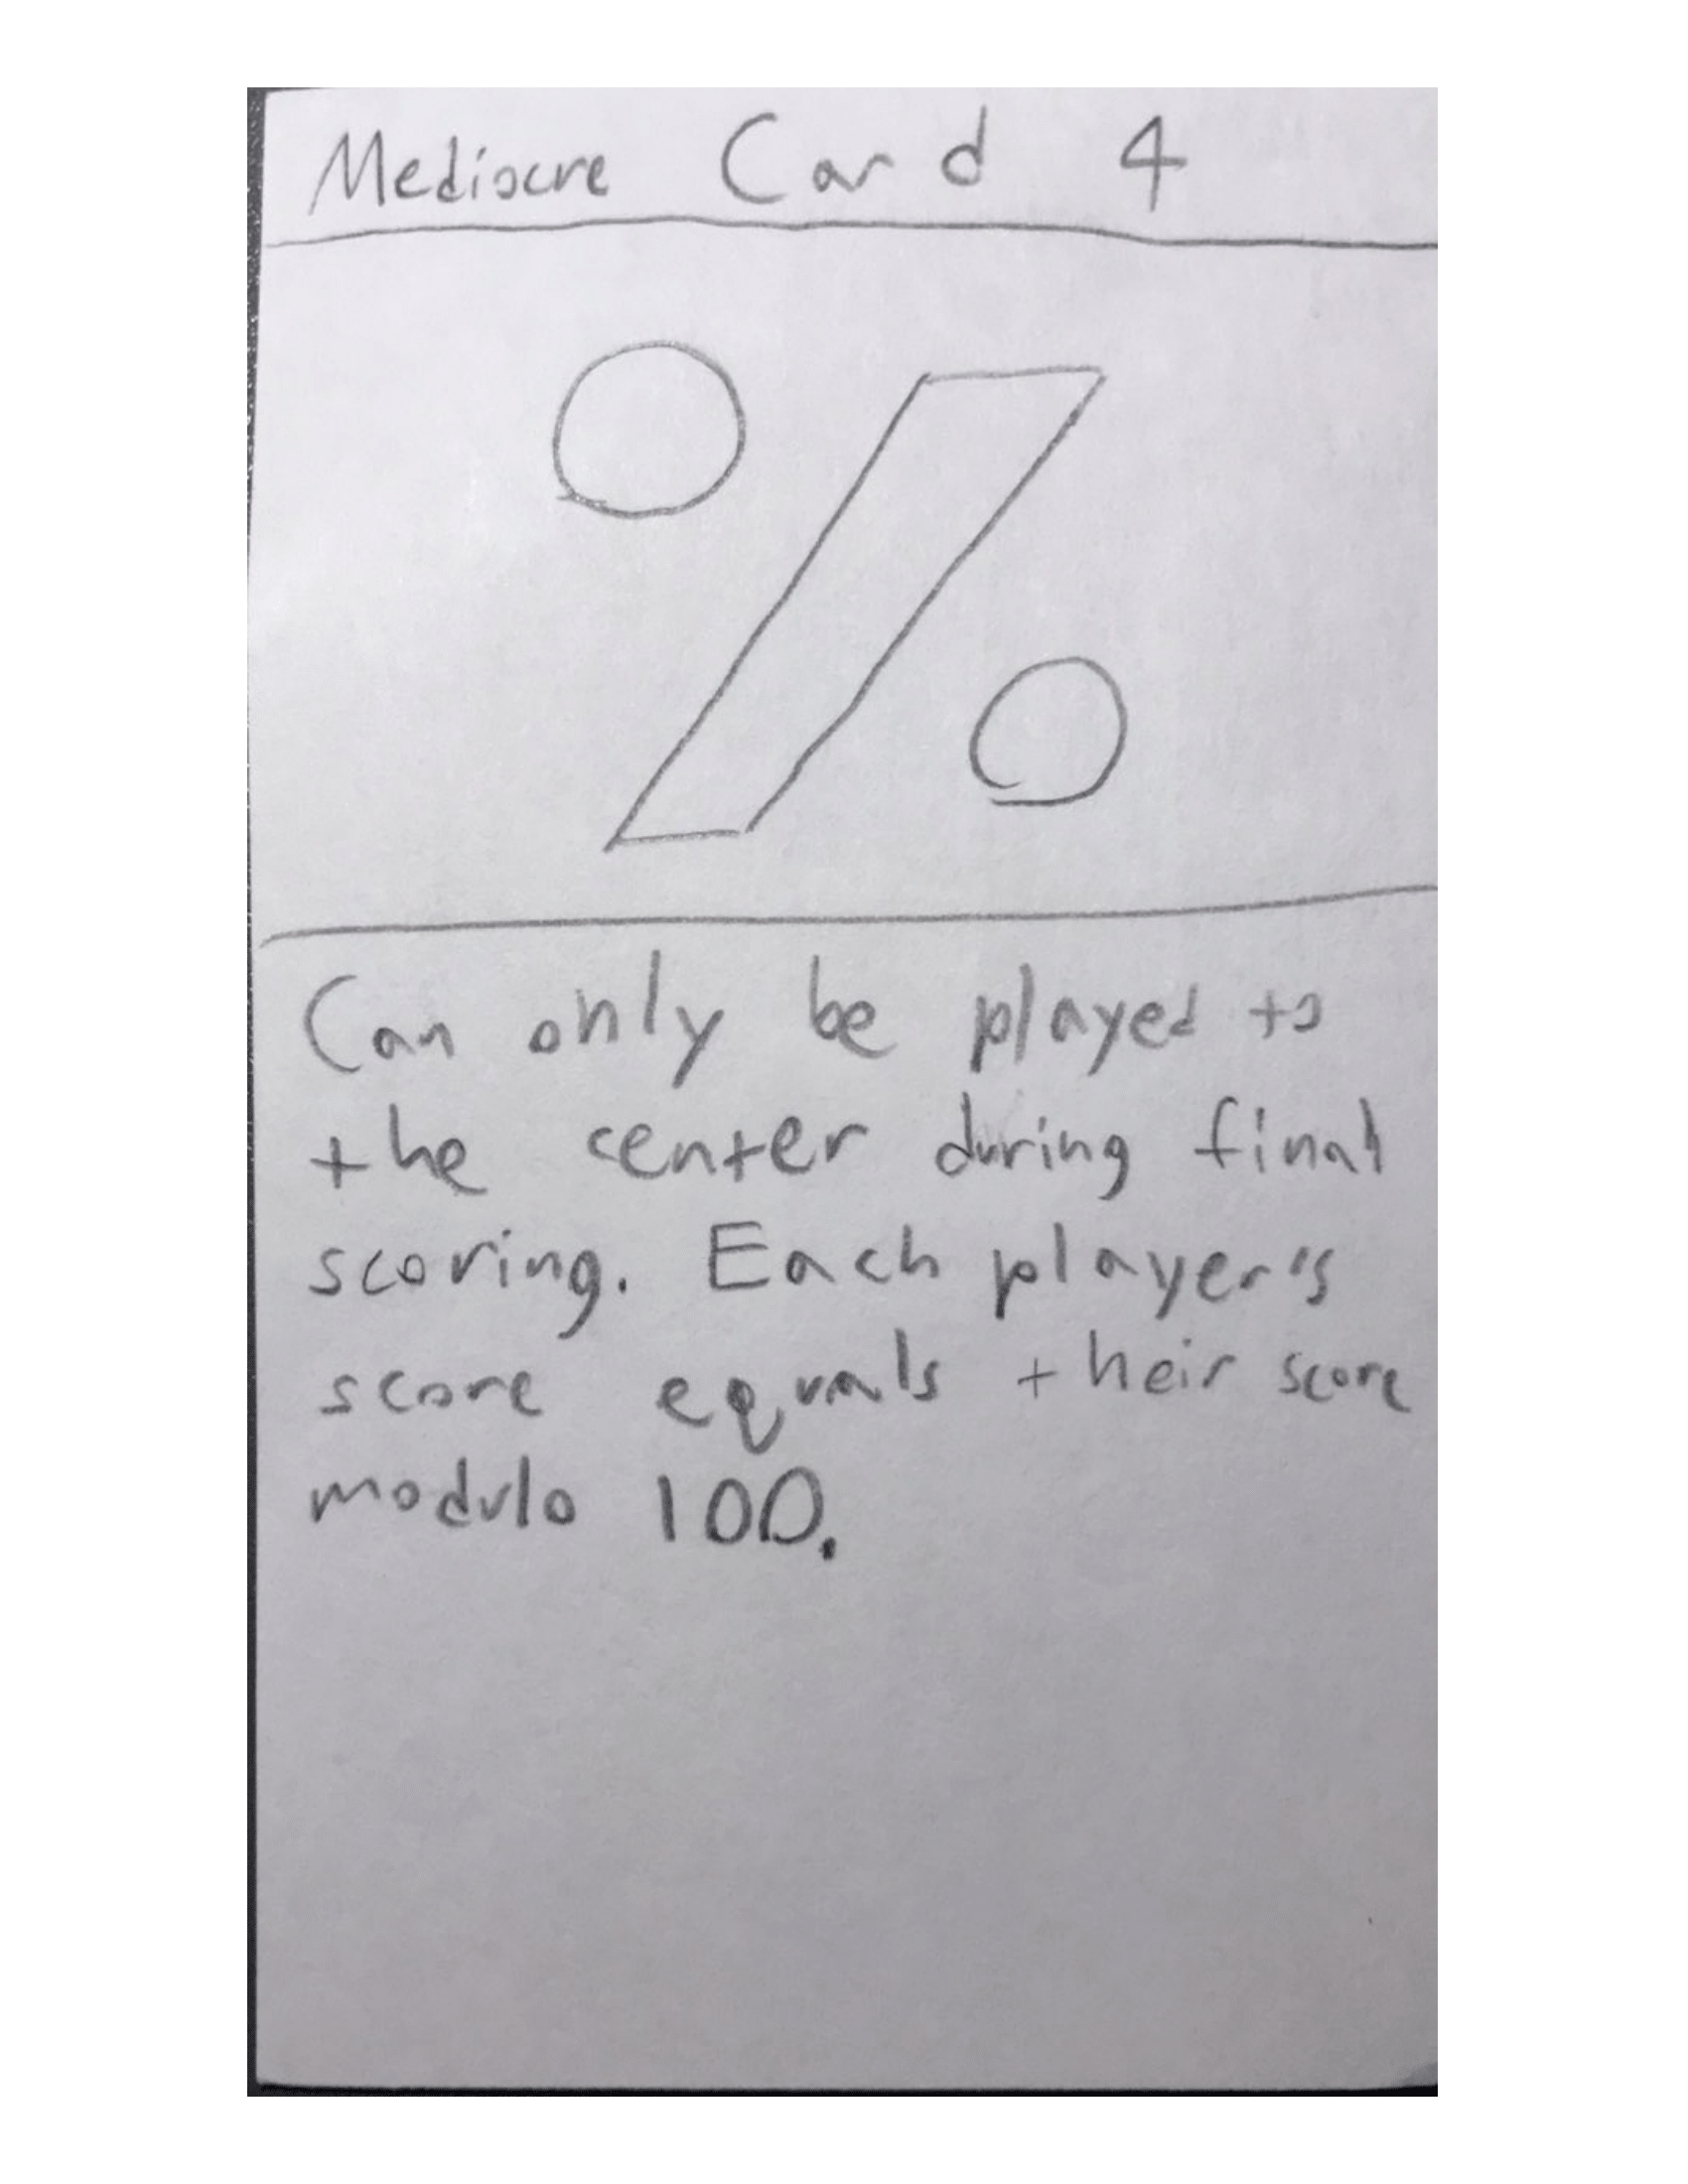 Mediocre Card 4
%
Can only be played to
the center during final
scoring. Each player's
score equals their score
modulo 100.